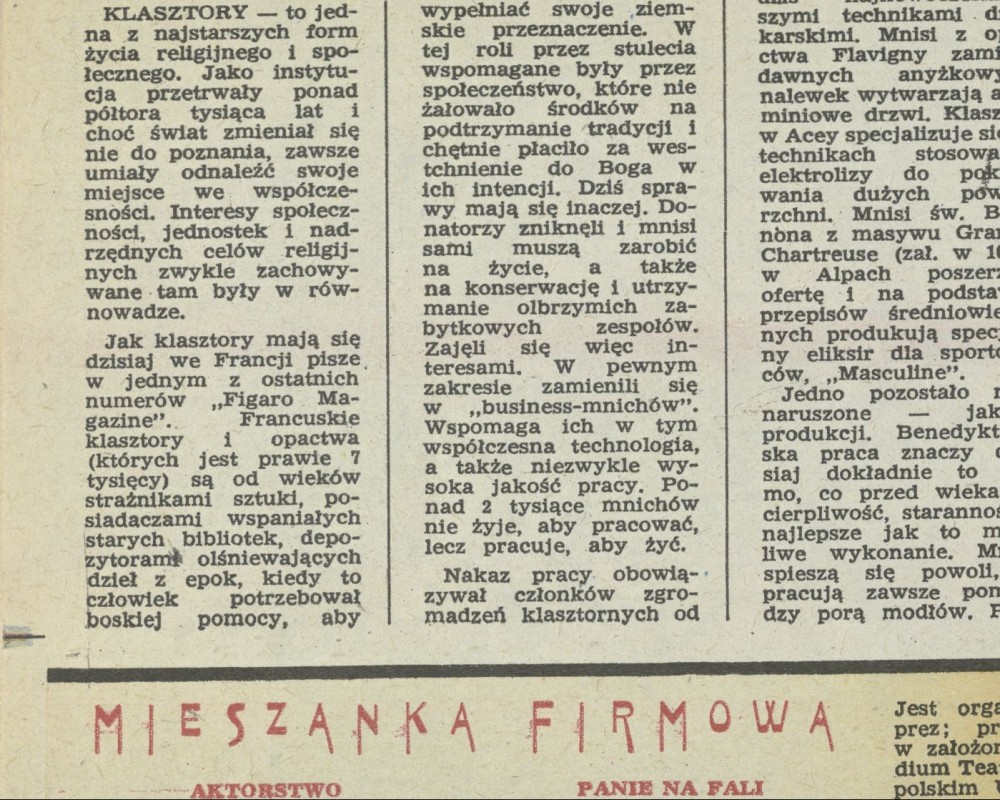 KLASZTORY — to jed-
na z najstarszych form
życia religijnego i spo-
łecznego. Jako instytu-
cja przetrwały ponad
półtora tysiąca lat i
choć świat zmieniał się
nie do poznania, zawsze
umiały odnaleźć swoje
miejsce we współcze-
sności. Interesy społecz-
ności, jednostek i nad-
rzędnych celów religij-
nych zwykle zachowy-
wane tam były w rów-
nowadze.
Jak klasztory mają się
dzisiaj we Francji pisze
w jednym z ostatnich
numerów „Figaro Ma-
gazine". Francuskie
klasztory i opactwa
(których jest prawie 7
tysięcy) są od wieków
strażnikami sztuki, po-
siadaczami wspaniałych
starych bibliotek, depo-
zytorami olśniewających
dzieł z epok, kiedy to
człowiek potrzebował
boskiej pomocy, aby
wypełniać swoje ziem-
skie przeznaczenie. W
tej roli przez stulecia
wspomagane były przez
społeczeństwo, które nie
żałowało środków na
podtrzymanie tradycji i
chętnie płaciło za wes-
tchnienie do Boga w
ich intencji. Dziś spra-
wy mają się inaczej. Do-
natorzy zniknęli i mnisi
sami muszą zarobić
na życie, a także
na konserwację i utrzy-
manie olbrzymich za-
bytkowych zespołów.
Zajęli się więc in-
teresami. W pewnym
zakresie zamienili się
w „business-mnichów".
Wspomaga ich w tym
współczesna technologia,
a także niezwykle wy-
soka jakość pracy. Po-
nad 2 tysiące mnichów
nie żyje, aby pracować,
lecz pracuje, aby żyć.
Nakaz pracy obowią-
zywał członków zgro-
madzeń klasztornych od
szymi technikami
karskimi. Mnisi z
ctwa Flavigny
dawnych anyżkowy
nalewek wytwarzają
miniowe drzwi.
w Acey specjalizuje
technikach
elektrolizy do
wania dużych
rzchni. Mnisi św.
nona z masywu
Chartreuse (zał. w
w Alpach
ofertę i na
przepisów
nych produkują
ny eliksir dla
ców, „Masculine".
Jedno pozostało
naruszone —
produkcji.
ska praca znaczy
siaj dokładnie to
mo, co przed
cierpliwość,
najlepsze jak to
liwe wykonanie.
spieszą się powoli,
pracują zawsze
dzy porą modłów.
MIESZANKA FIRMOWA
AKTORSTWO
PANIE NA FALI
Jest
prez;
w
dium
polskim